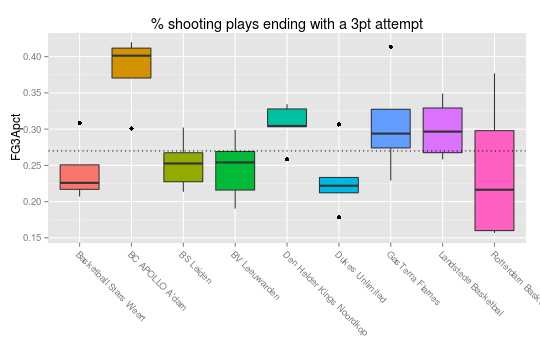 % shooting plays ending with a 3pt attempt
FG3Apct
0.40
0.35
0.30
0.25
0.20
0.15
Basketball Stars Weert
BC APOLLO A'dam
BS Leiden
BV Leeuwarden
Den Helder Kings Noordkop
Dukes Unlimited
GasTerra Flames
Landstede Basketbal
Rotterdam Bask